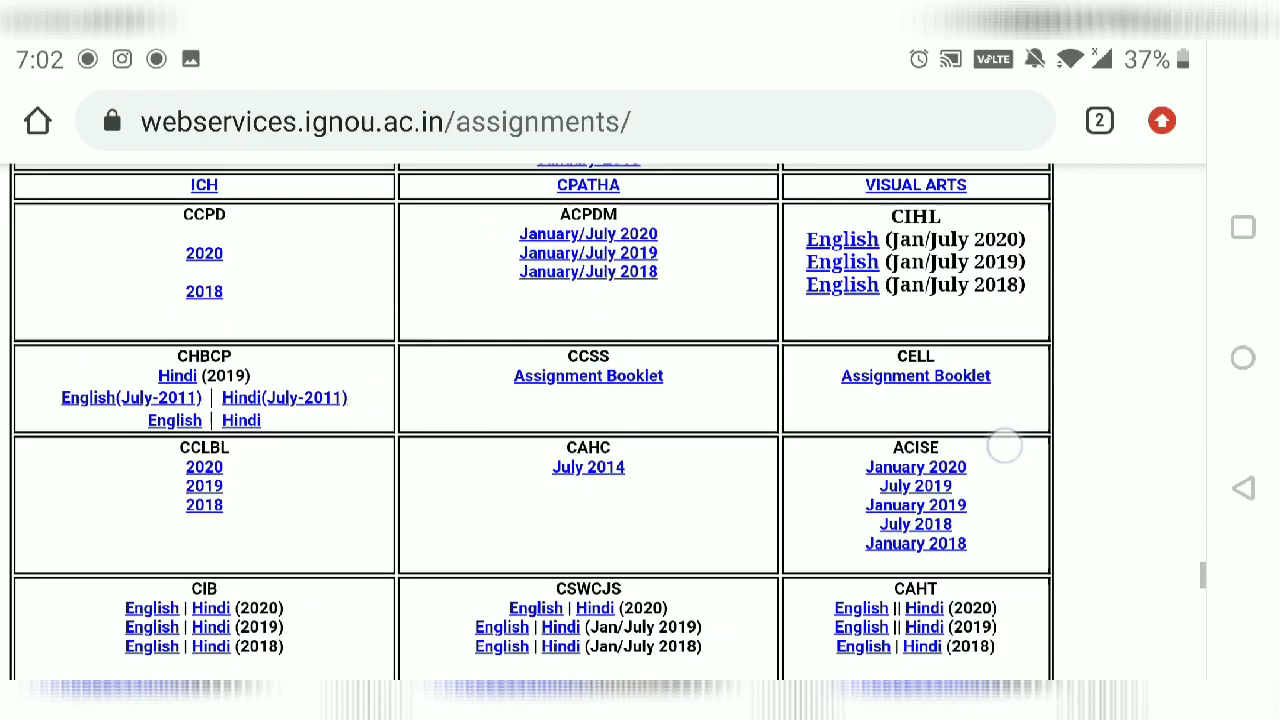 7:02
VoLTE
37%
webservices.ignou.ac.in/assignments/
2
ICH
CPATHA
VISUAL ARTS
CCPD
2020
2018
ACPDM
January/July 2020
January/July 2019
January/July 2018
CIHL
English (Jan/July 2020)
English (Jan/July 2019)
English (Jan/July 2018)
CHBCP
Hindi (2019)
English(July-2011) | Hindi(July-2011)
English | Hindi
CCSS
Assignment Booklet
CELL
Assignment Booklet
CCLBL
2020
2019
2018
CAHC
July 2014
ACISE
January 2020
July 2019
January 2019
July 2018
January 2018
CIB
English | Hindi (2020)
English | Hindi (2019)
English | Hindi (2018)
CSWCJS
English | Hindi (2020)
English | Hindi (Jan/July 2019)
English | Hindi (Jan/July 2018)
CAHT
English || Hindi (2020)
English || Hindi (2019)
English | Hindi (2018)